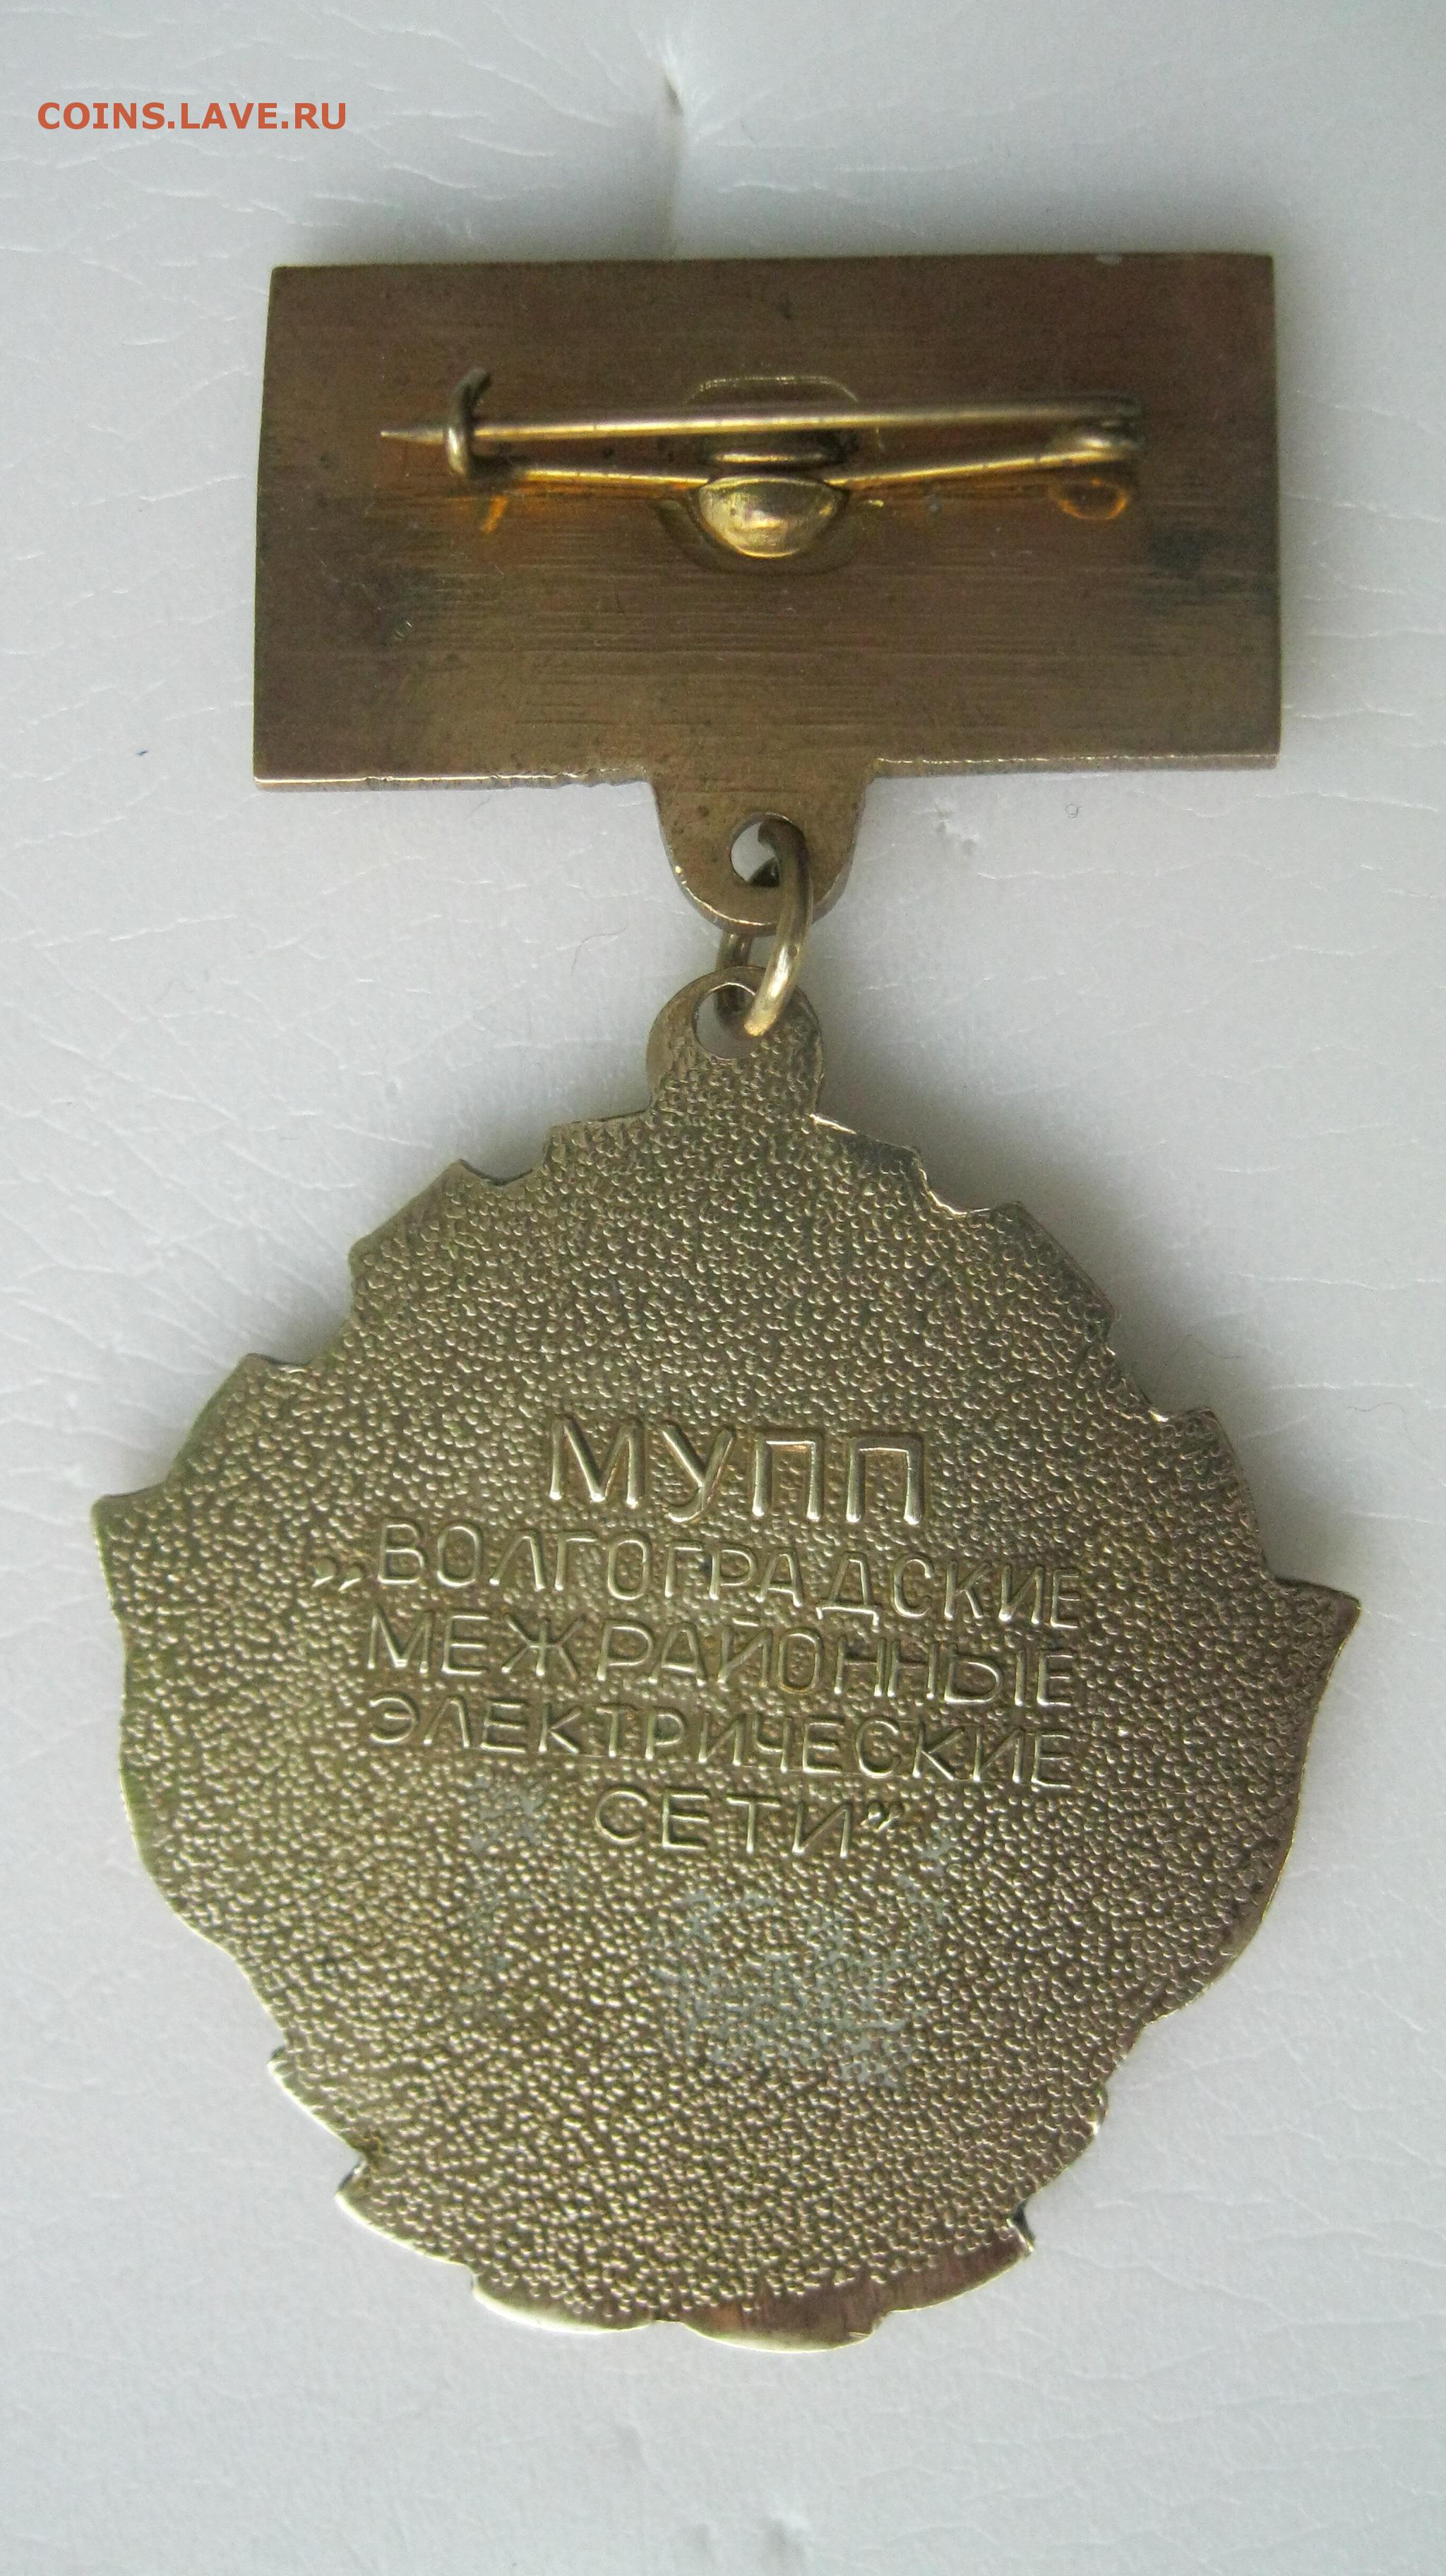 COINS.LAVE.RU
МУПП
„ВОЛГОГРАДСКИЕ
МЕЖРАЙОННЫЕ
ЭЛЕКТРИЧЕСКИЕ
СЕТИ“